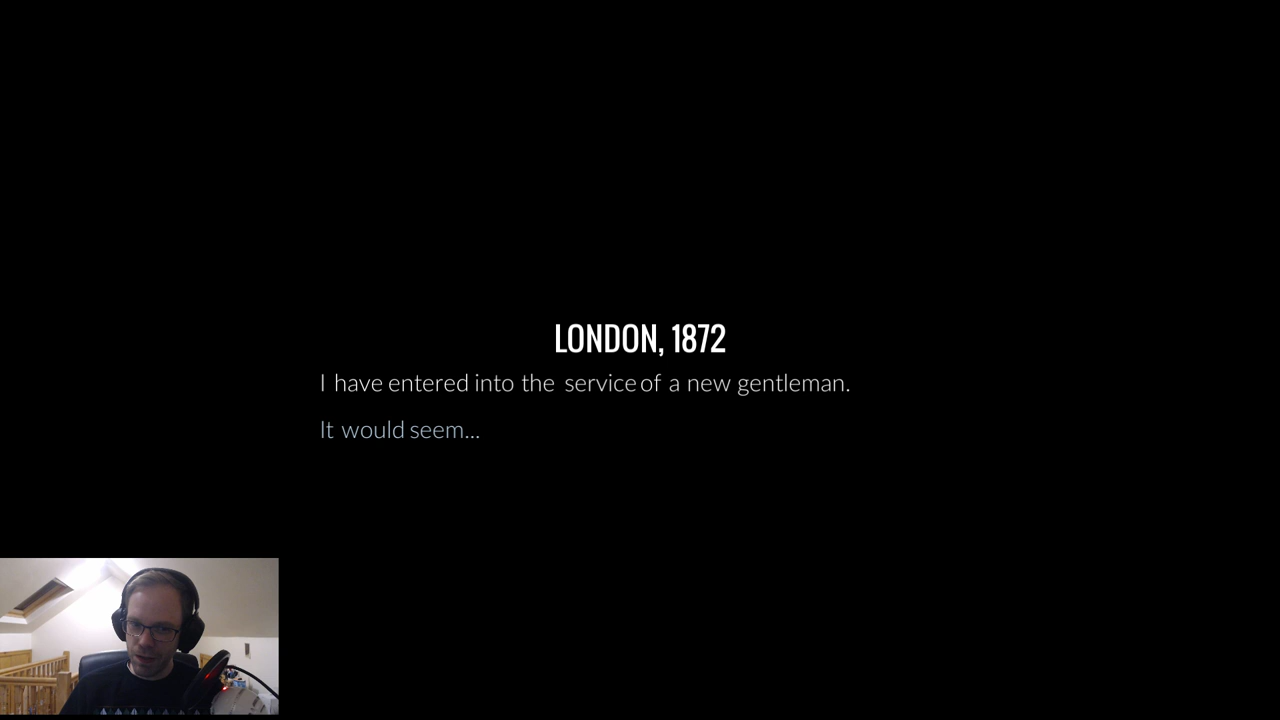 LONDON, 1872
I have entered into the service of a new gentleman.
It would seem...